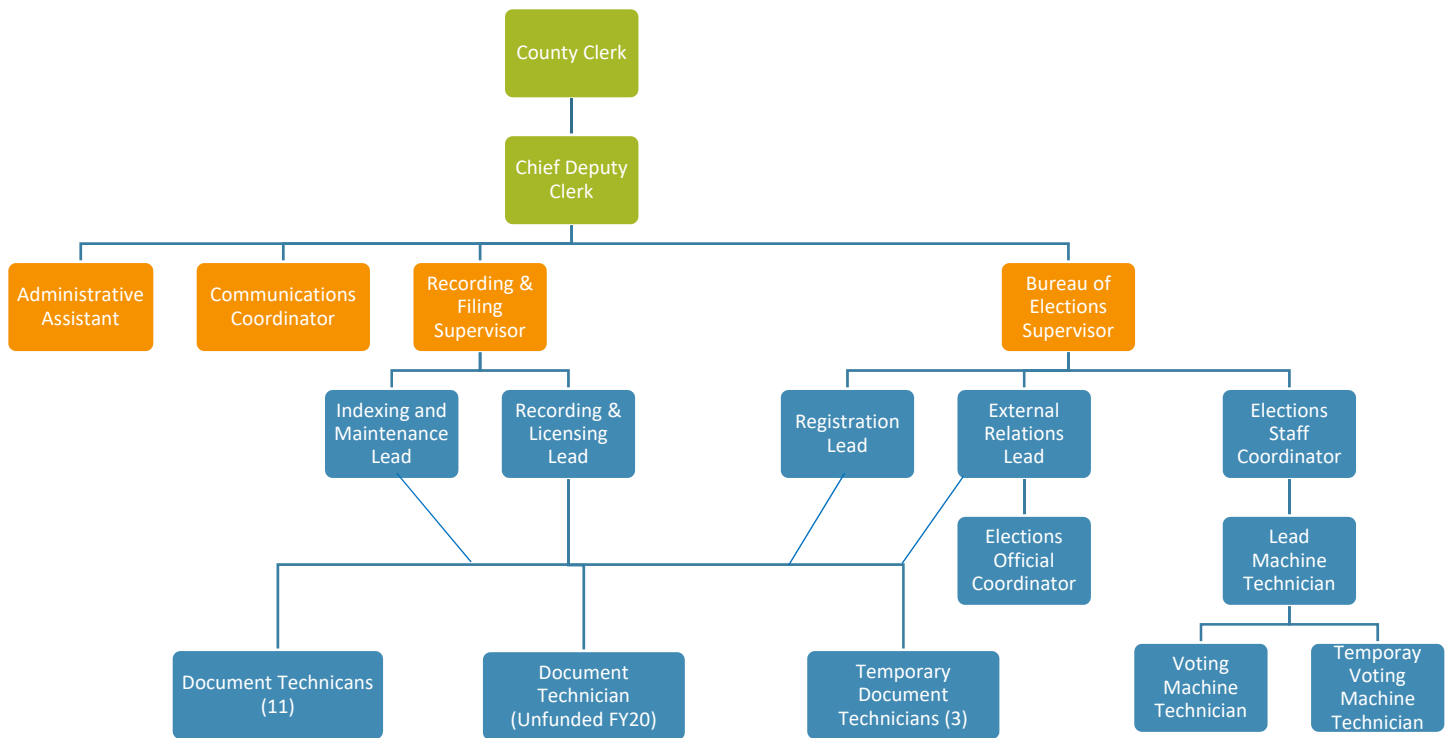 County Clerk
Chief Deputy
Clerk
Administrative
Assistant
Communications
Coordinator
Recording &
Filing
Supervisor
Bureau of
Elections
Supervisor
Indexing and
Maintenance
Lead
Recording &
Licensing
Lead
Registration
Lead
External
Relations
Lead
Elections
Staff
Coordinator
Elections
Official
Coordinator
Lead
Machine
Technician
Document Technicans
(11)
Document
Technician
(Unfunded FY20)
Temporary
Document
Technicians (3)
Voting
Machine
Technician
Temporay
Voting
Machine
Technician